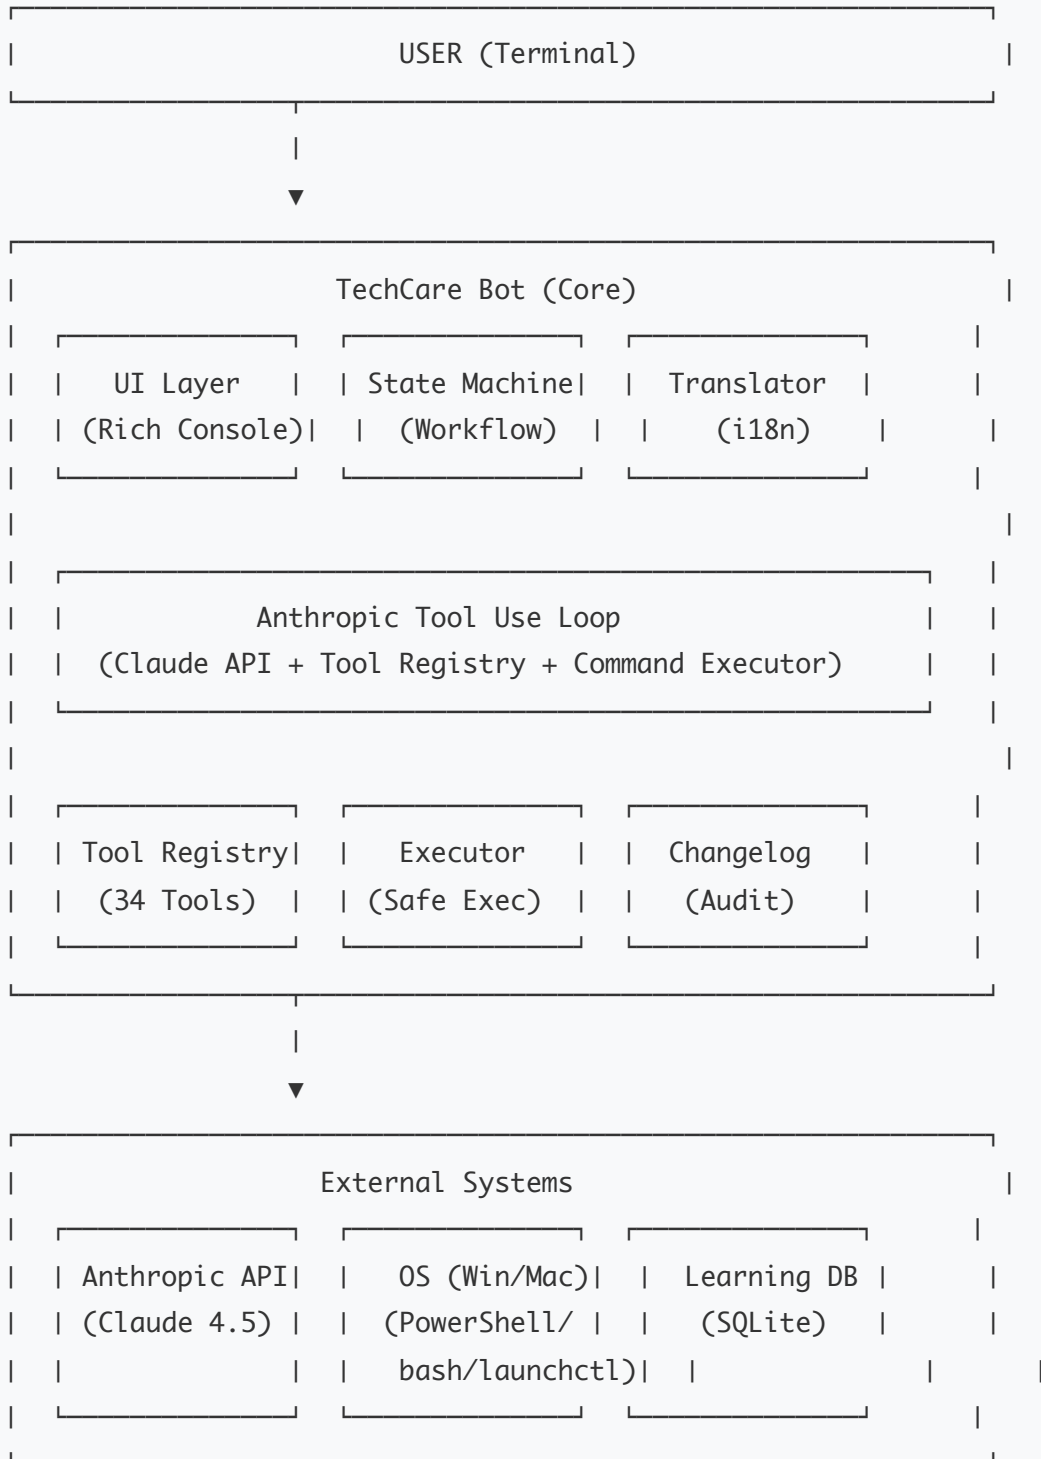 USER (Terminal)
TechCare Bot (Core)
UI Layer State Machine Translator
(Rich Console) (Workflow) (i18n)
Anthropic Tool Use Loop
(Claude API + Tool Registry + Command Executor)
Tool Registry Executor Changelog
(34 Tools) (Safe Exec) (Audit)
External Systems
Anthropic API OS (Win/Mac) Learning DB
(Claude 4.5) (PowerShell/ (SQLite)
bash/launchctl)